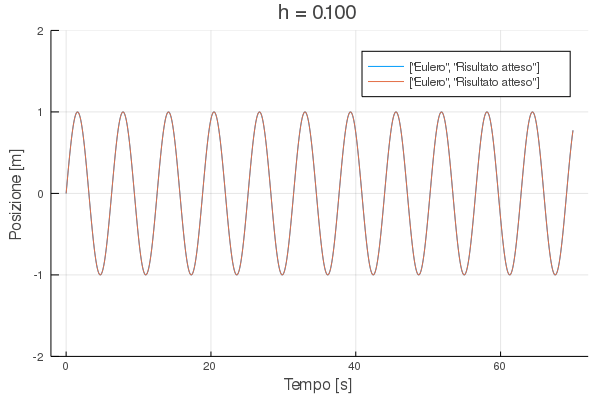 h = 0.100
2
["Eulero", "Risultato atteso"]
["Eulero", "Risultato atteso"]
1
Posizione [m]
0
-1
-2
0 20 40 60
Tempo [s]